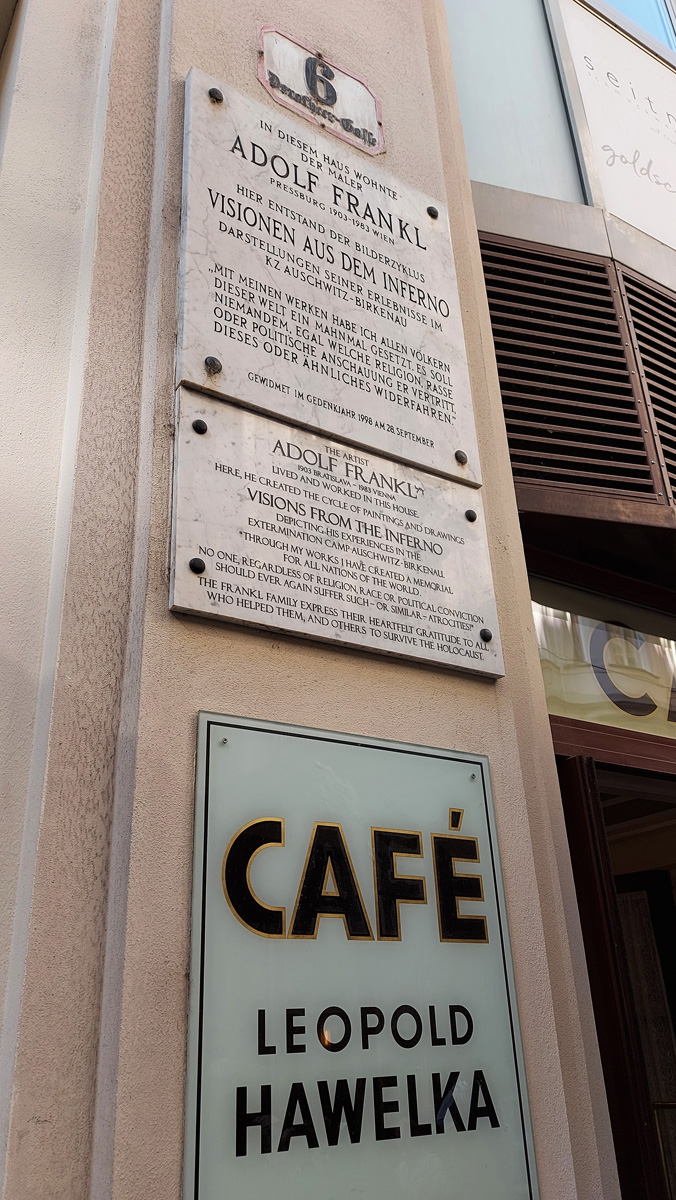 6
Dorotheer-Gasse
IN DIESEM HAUS WOHNTE
DER MALER
ADOLF FRANKL
PRESSBURG 1903-1983 WIEN
HIER ENTSTAND DER BILDERZYKLUS
VISIONEN AUS DEM INFERNO
DARSTELLUNGEN SEINER ERLEBNISSE IM
KZ AUSCHWITZ-BIRKENAU
„MIT MEINEN WERKEN HABE ICH ALLEN VÖLKERN
DIESER WELT EIN MAHNMAL GESETZT. ES SOLL
NIEMANDEM, EGAL WELCHE RELIGION, RASSE
ODER POLITISCHE ANSCHAUUNG ER VERTRITT,
DIESES ODER ÄHNLICHES WIDERFAHREN."
GEWIDMET IM GEDENKJAHR 1998 AM 28. SEPTEMBER
THE ARTIST
ADOLF FRANKL
1903 BRATISLAVA - 1983 VIENNA
LIVED AND WORKED IN THIS HOUSE.
HERE, HE CREATED THE CYCLE OF PAINTINGS AND DRAWINGS
VISIONS FROM THE INFERNO
DEPICTING HIS EXPERIENCES IN THE
EXTERMINATION CAMP AUSCHWITZ-BIRKENAU
"THROUGH MY WORKS I HAVE CREATED A MEMORIAL
FOR ALL NATIONS OF THE WORLD.
NO ONE, REGARDLESS OF RELIGION, RACE OR POLITICAL CONVICTION
SHOULD EVER AGAIN SUFFER SUCH - OR SIMILAR - ATROCITIES!"
THE FRANKL FAMILY EXPRESS THEIR HEARTFELT GRATITUDE TO ALL
WHO HELPED THEM, AND OTHERS TO SURVIVE THE HOLOCAUST.
CAFÉ
LEOPOLD
HAWELKA
seitn
goldsc
C